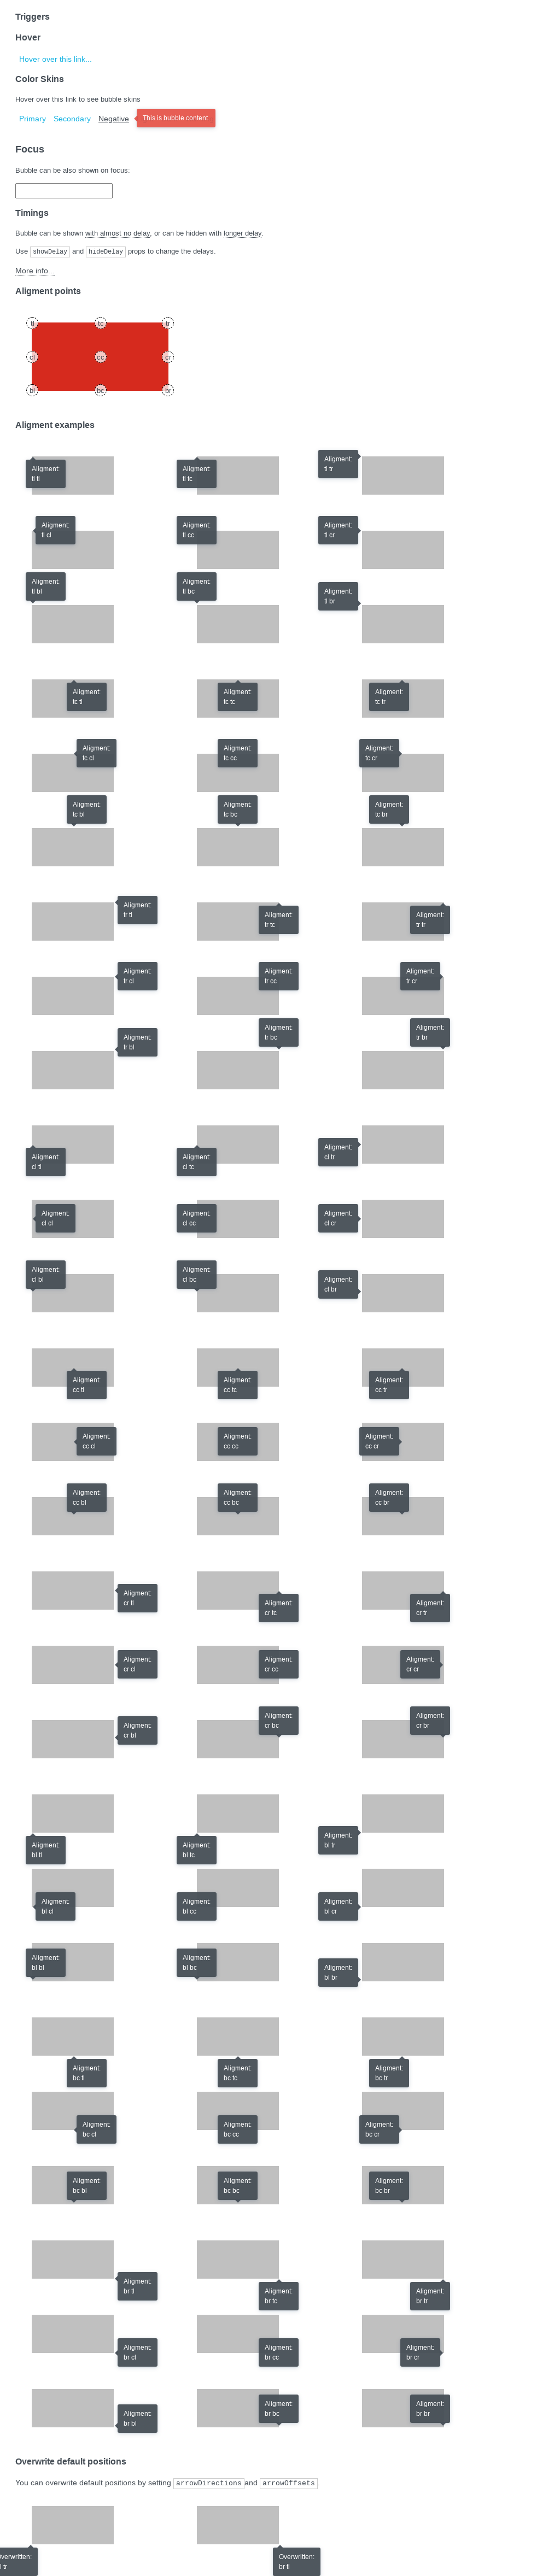 Triggers
Hover
Hover over this link...
Color Skins
Hover over this link to see bubble skins
Primary Secondary Negative This is bubble content.
Focus
Bubble can be also shown on focus:
Timings
Bubble can be shown with almost no delay, or can be hidden with longer delay.
Use showDelay and hideDelay props to change the delays.
More info...
Aligment points
tl tc tr
cl cc cr
bl bc br
Aligment examples
Aligment: Aligment: Aligment:
tl tl tl tc tl tr
Aligment: Aligment: Aligment:
tl cl tl cc tl cr
Aligment: Aligment: Aligment:
tl bl tl bc tl br
Aligment: Aligment: Aligment:
tc tl tc tc tc tr
Aligment: Aligment: Aligment:
tc cl tc cc tc cr
Aligment: Aligment: Aligment:
tc bl tc bc tc br
Aligment: Aligment: Aligment:
tr tl tr tc tr tr
Aligment: Aligment: Aligment:
tr cl tr cc tr cr
Aligment: Aligment: Aligment:
tr bl tr bc tr br
Aligment: Aligment: Aligment:
cl tl cl tc cl tr
Aligment: Aligment: Aligment:
cl cl cl cc cl cr
Aligment: Aligment: Aligment:
cl bl cl bc cl br
Aligment: Aligment: Aligment:
cc tl cc tc cc tr
Aligment: Aligment: Aligment:
cc cl cc cc cc cr
Aligment: Aligment: Aligment:
cc bl cc bc cc br
Aligment: Aligment: Aligment:
cr tl cr tc cr tr
Aligment: Aligment: Aligment:
cr cl cr cc cr cr
Aligment: Aligment: Aligment:
cr bl cr bc cr br
Aligment: Aligment: Aligment:
bl tl bl tc bl tr
Aligment: Aligment: Aligment:
bl cl bl cc bl cr
Aligment: Aligment: Aligment:
bl bl bl bc bl br
Aligment: Aligment: Aligment:
bc tl bc tc bc tr
Aligment: Aligment: Aligment:
bc cl bc cc bc cr
Aligment: Aligment: Aligment:
bc bl bc bc bc br
Aligment: Aligment: Aligment:
br tl br tc br tr
Aligment: Aligment: Aligment:
br cl br cc br cr
Aligment: Aligment: Aligment:
br bl br bc br br
Overwrite default positions
You can overwrite default positions by setting arrowDirections and arrowOffsets.
Overwritten:
tr Overwritten:
br tl